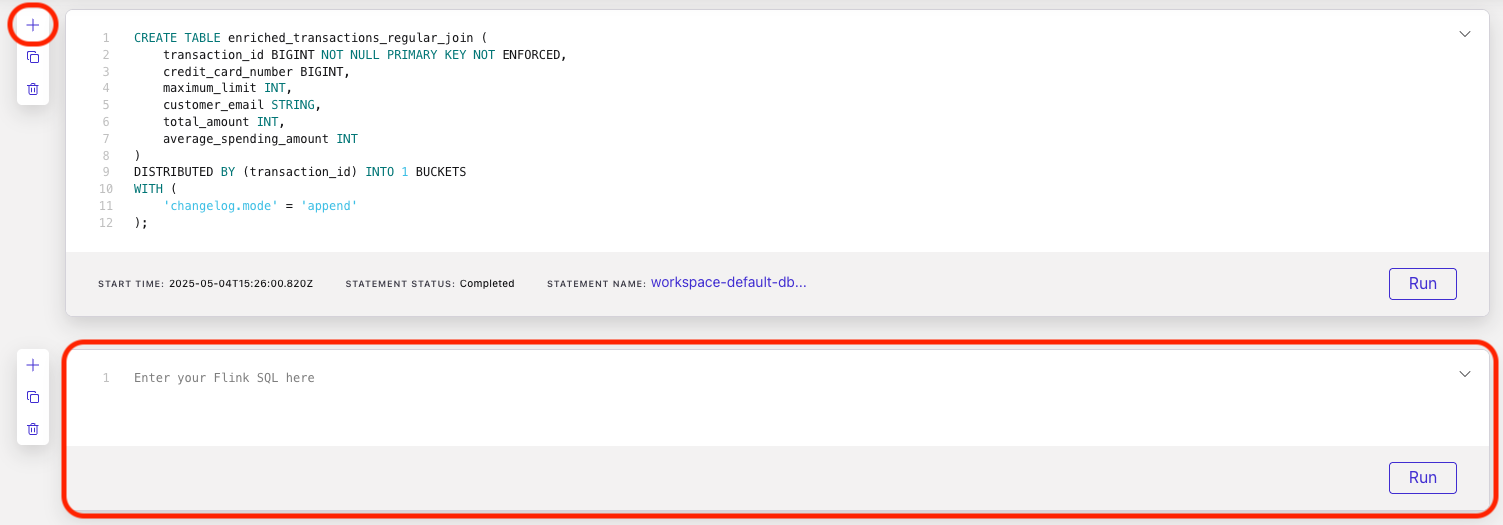 1 CREATE TABLE enriched_transactions_regular_join (
2     transaction_id BIGINT NOT NULL PRIMARY KEY NOT ENFORCED,
3     credit_card_number BIGINT,
4     maximum_limit INT,
5     customer_email STRING,
6     total_amount INT,
7     average_spending_amount INT
8 )
9 DISTRIBUTED BY (transaction_id) INTO 1 BUCKETS
10 WITH (
11     'changelog.mode' = 'append'
12 );
START TIME: 2025-05-04T15:26:00.820Z STATEMENT STATUS: Completed STATEMENT NAME: workspace-default-db... Run
1 Enter your Flink SQL here
Run